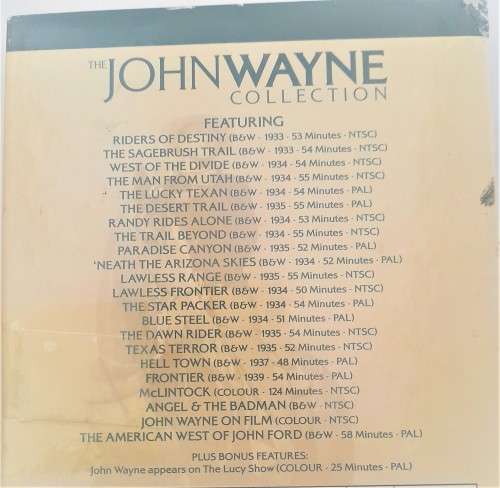 THE JOHNWAYNE
COLLECTION
FEATURING
RIDERS OF DESTINY (B&W - 1933 - 53 Minutes - NTSC)
THE SAGEBRUSH TRAIL (B&W - 1933 - 54 Minutes - NTSC)
WEST OF THE DIVIDE (B&W - 1934 - 54 Minutes - NTSC)
THE MAN FROM UTAH (B&W - 1934 - 55 Minutes - NTSC)
THE LUCKY TEXAN (B&W - 1934 - 54 Minutes - PAL)
THE DESERT TRAIL (B&W - 1935 - 55 Minutes - PAL)
RANDY RIDES ALONE (B&W - 1934 - 53 Minutes - NTSC)
THE TRAIL BEYOND (B&W - 1934 - 55 Minutes - NTSC)
PARADISE CANYON (B&W - 1935 - 52 Minutes - PAL)
'NEATH THE ARIZONA SKIES (B&W - 1934 - 52 Minutes - PAL)
LAWLESS RANGE (B&W - 1935 - 55 Minutes - NTSC)
LAWLESS FRONTIER (B&W - 1934 - 50 Minutes - NTSC)
THE STAR PACKER (B&W - 1934 - 54 Minutes - PAL)
BLUE STEEL (B&W - 1934 - 51 Minutes - PAL)
THE DAWN RIDER (B&W - 1935 - 54 Minutes - NTSC)
TEXAS TERROR (B&W - 1935 - 52 Minutes - NTSC)
HELL TOWN (B&W - 1937 - 48 Minutes - PAL)
FRONTIER (B&W - 1939 - 54 Minutes - PAL)
McLINTOCK (COLOUR - 124 Minutes - NTSC)
ANGEL & THE BADMAN (B&W - NTSC)
JOHN WAYNE ON FILM (COLOUR - NTSC)
THE AMERICAN WEST OF JOHN FORD (B&W - 58 Minutes - PAL)
PLUS BONUS FEATURES:
John Wayne appears on The Lucy Show (COLOUR - 25 Minutes - PAL)